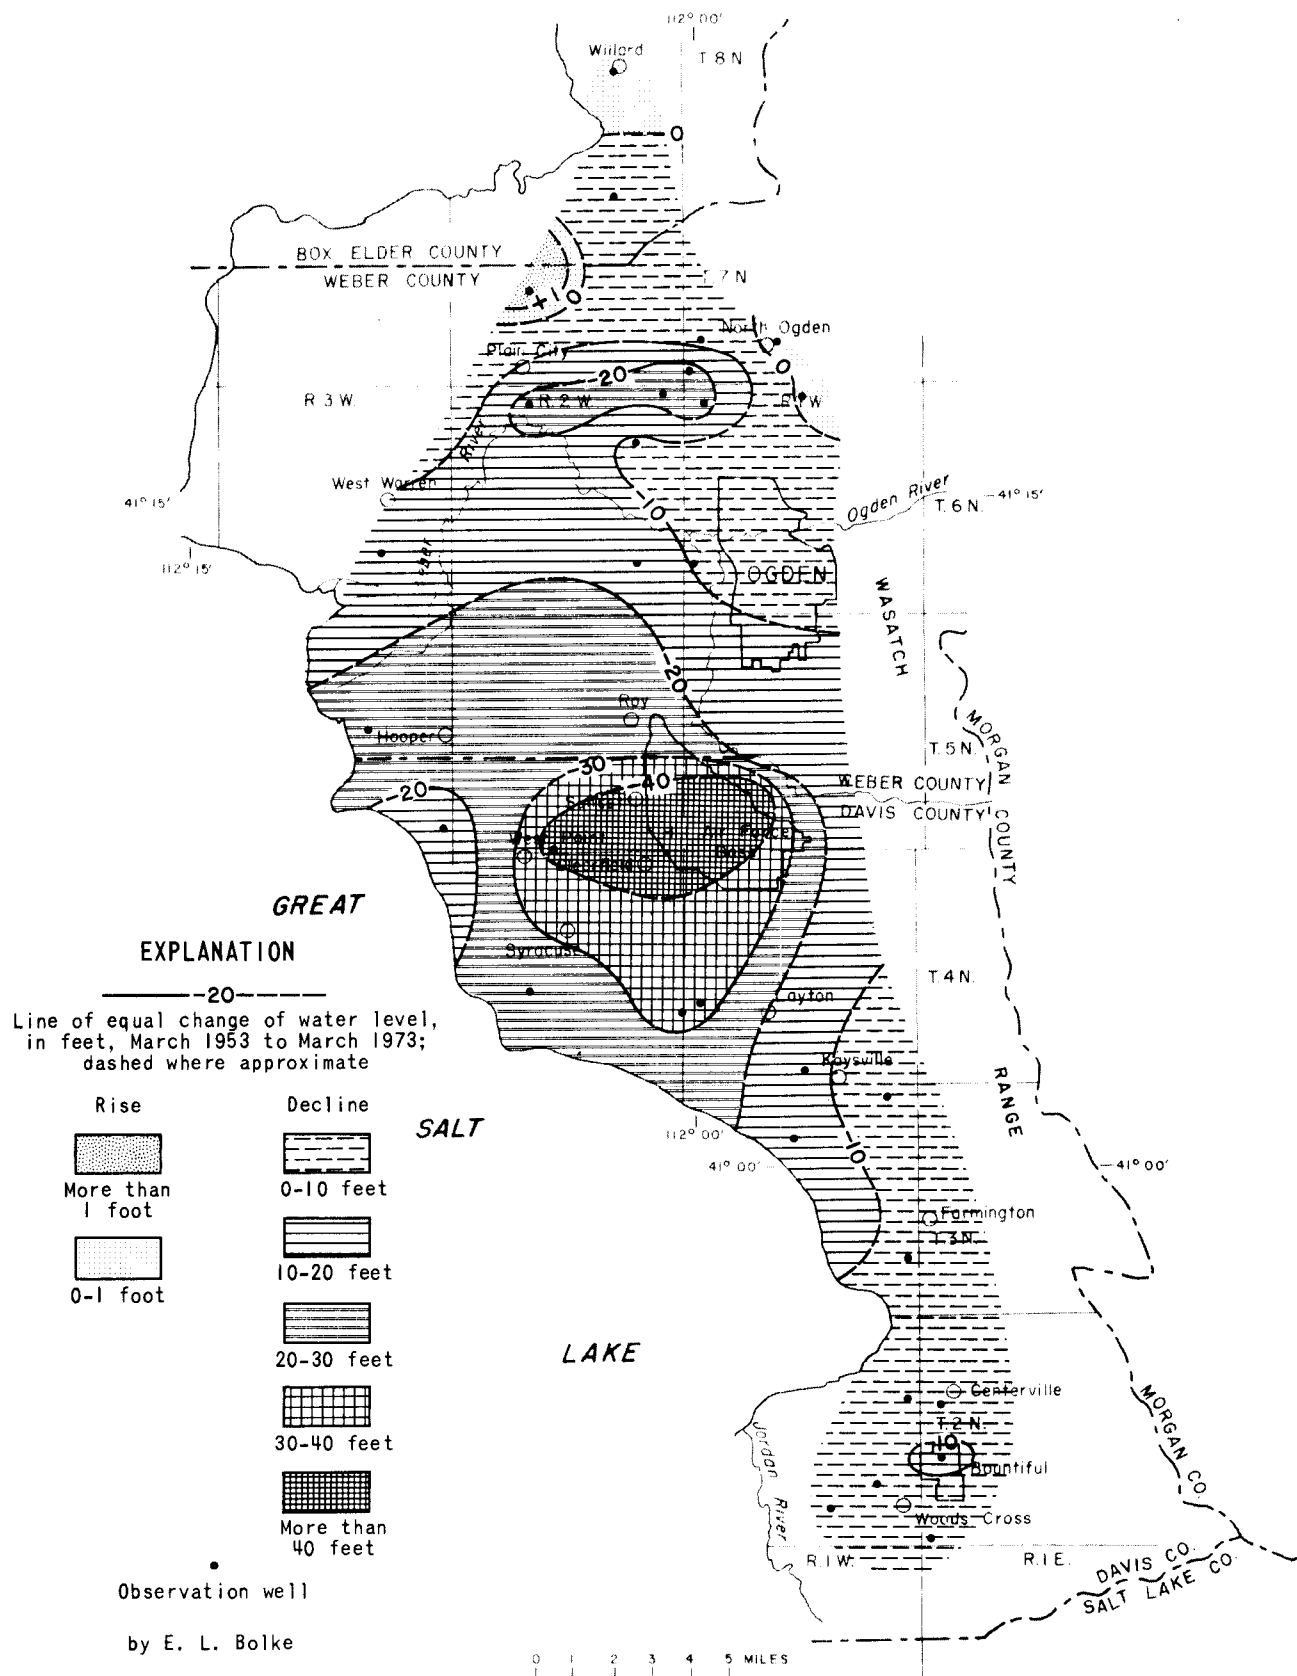 112° 00'
Willard
T. 8 N.
0
BOX ELDER COUNTY
WEBER COUNTY
T. 7 N.
+1
0
North Ogden
Plain City
0
-20
R. 3 W.
R. 2 W.
R. 1 W.
River
West Warren
41° 15'
Ogden River
41° 15'
T. 6 N.
-10
112° 15'
OGDEN
WASATCH
-20
Roy
Hooper
T. 5 N.
MORGAN COUNTY
-30
WEBER COUNTY
-40
DAVIS COUNTY
-20
Air Force
West Point
Base
GREAT
Syracuse
EXPLANATION
T. 4 N.
-20
Layton
Line of equal change of water level,
in feet, March 1953 to March 1973;
dashed where approximate
Kaysville
RANGE
Rise
Decline
SALT
112° 00'
-10
41° 00'
41° 00'
More than
1 foot
0-10 feet
Farmington
T. 3 N.
0-1 foot
10-20 feet
LAKE
20-30 feet
Centerville
T. 2 N.
MORGAN CO.
-10
30-40 feet
Jordan River
Bountiful
Woods Cross
More than
40 feet
R. 1 W.
R. 1 E.
DAVIS CO.
SALT LAKE CO.
Observation well
by E. L. Bolke
0 1 2 3 4 5 MILES